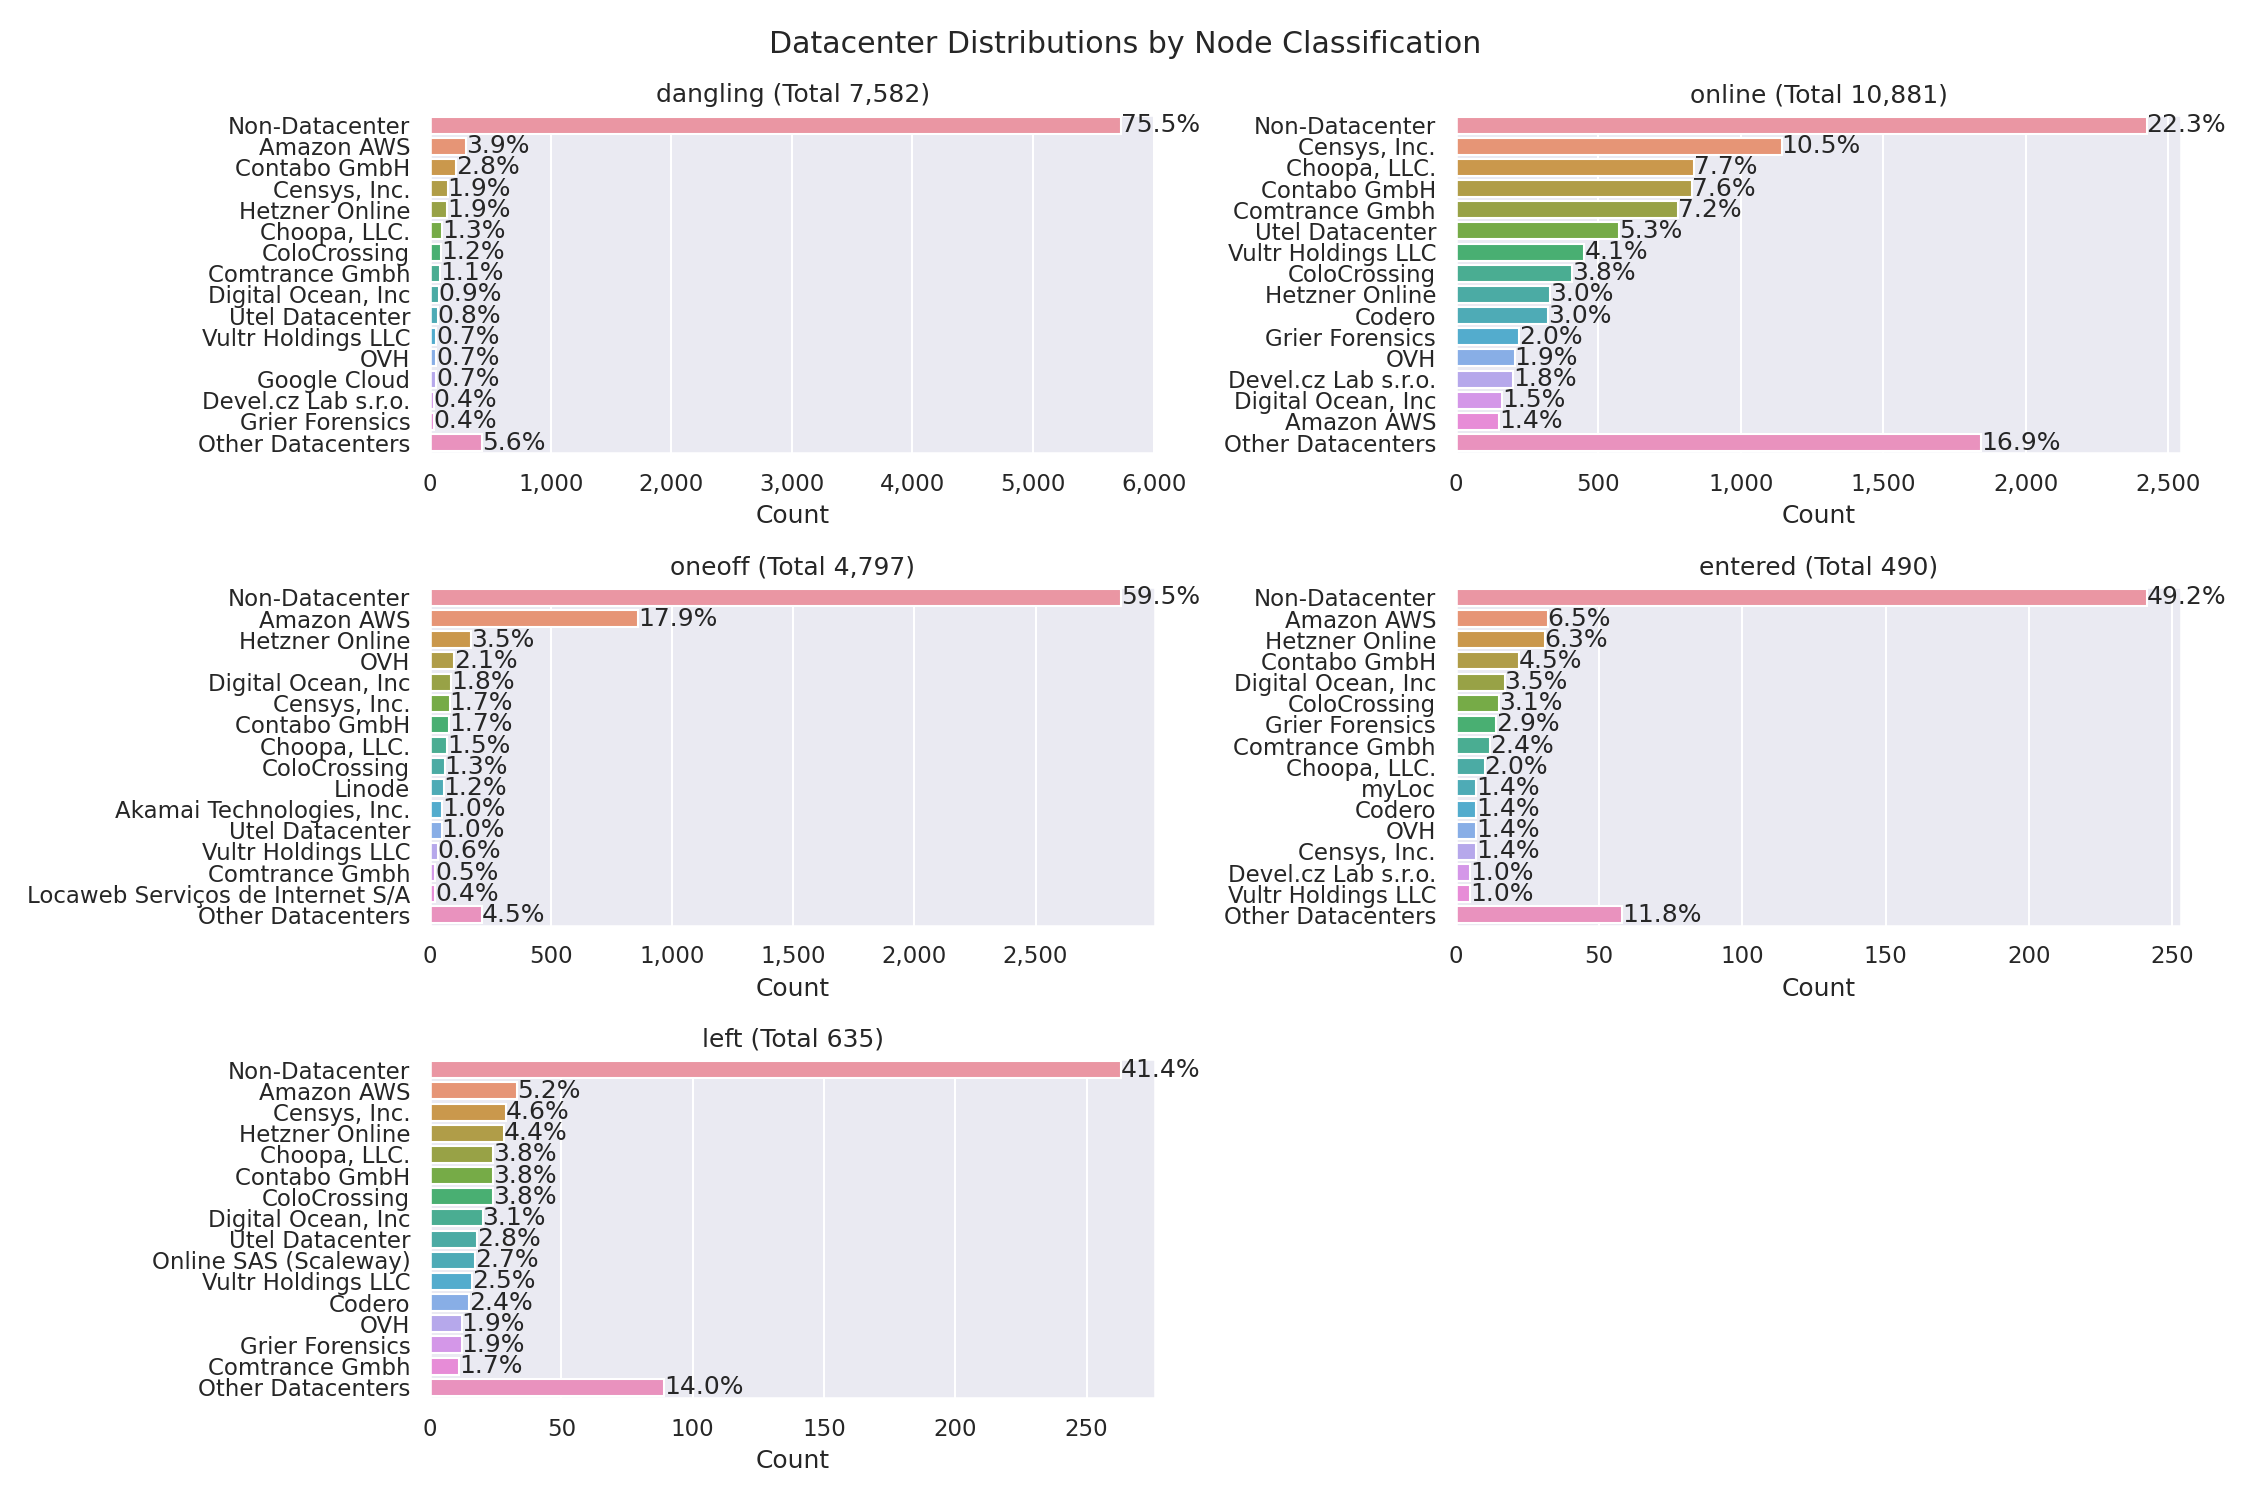 Datacenter Distributions by Node Classification
dangling (Total 7,582)
Non-Datacenter 75.5%
Amazon AWS 3.9%
Contabo GmbH 2.8%
Censys, Inc. 1.9%
Hetzner Online 1.9%
Choopa, LLC. 1.3%
ColoCrossing 1.2%
Comtrance Gmbh 1.1%
Digital Ocean, Inc 0.9%
Utel Datacenter 0.8%
Vultr Holdings LLC 0.7%
OVH 0.7%
Google Cloud 0.7%
Devel.cz Lab s.r.o. 0.4%
Grier Forensics 0.4%
Other Datacenters 5.6%
0 1,000 2,000 3,000 4,000 5,000 6,000
Count
online (Total 10,881)
Non-Datacenter 22.3%
Censys, Inc. 10.5%
Choopa, LLC. 7.7%
Contabo GmbH 7.6%
Comtrance Gmbh 7.2%
Utel Datacenter 5.3%
Vultr Holdings LLC 4.1%
ColoCrossing 3.8%
Hetzner Online 3.0%
Codero 3.0%
Grier Forensics 2.0%
OVH 1.9%
Devel.cz Lab s.r.o. 1.8%
Digital Ocean, Inc 1.5%
Amazon AWS 1.4%
Other Datacenters 16.9%
0 500 1,000 1,500 2,000 2,500
Count
oneoff (Total 4,797)
Non-Datacenter 59.5%
Amazon AWS 17.9%
Hetzner Online 3.5%
OVH 2.1%
Digital Ocean, Inc 1.8%
Censys, Inc. 1.7%
Contabo GmbH 1.7%
Choopa, LLC. 1.5%
ColoCrossing 1.3%
Linode 1.2%
Akamai Technologies, Inc. 1.0%
Utel Datacenter 1.0%
Vultr Holdings LLC 0.6%
Comtrance Gmbh 0.5%
Locaweb Serviços de Internet S/A 0.4%
Other Datacenters 4.5%
0 500 1,000 1,500 2,000 2,500
Count
entered (Total 490)
Non-Datacenter 49.2%
Amazon AWS 6.5%
Hetzner Online 6.3%
Contabo GmbH 4.5%
Digital Ocean, Inc 3.5%
ColoCrossing 3.1%
Grier Forensics 2.9%
Comtrance Gmbh 2.4%
Choopa, LLC. 2.0%
myLoc 1.4%
Codero 1.4%
OVH 1.4%
Censys, Inc. 1.4%
Devel.cz Lab s.r.o. 1.0%
Vultr Holdings LLC 1.0%
Other Datacenters 11.8%
0 50 100 150 200 250
Count
left (Total 635)
Non-Datacenter 41.4%
Amazon AWS 5.2%
Censys, Inc. 4.6%
Hetzner Online 4.4%
Choopa, LLC. 3.8%
Contabo GmbH 3.8%
ColoCrossing 3.8%
Digital Ocean, Inc 3.1%
Utel Datacenter 2.8%
Online SAS (Scaleway) 2.7%
Vultr Holdings LLC 2.5%
Codero 2.4%
OVH 1.9%
Grier Forensics 1.9%
Comtrance Gmbh 1.7%
Other Datacenters 14.0%
0 50 100 150 200 250
Count